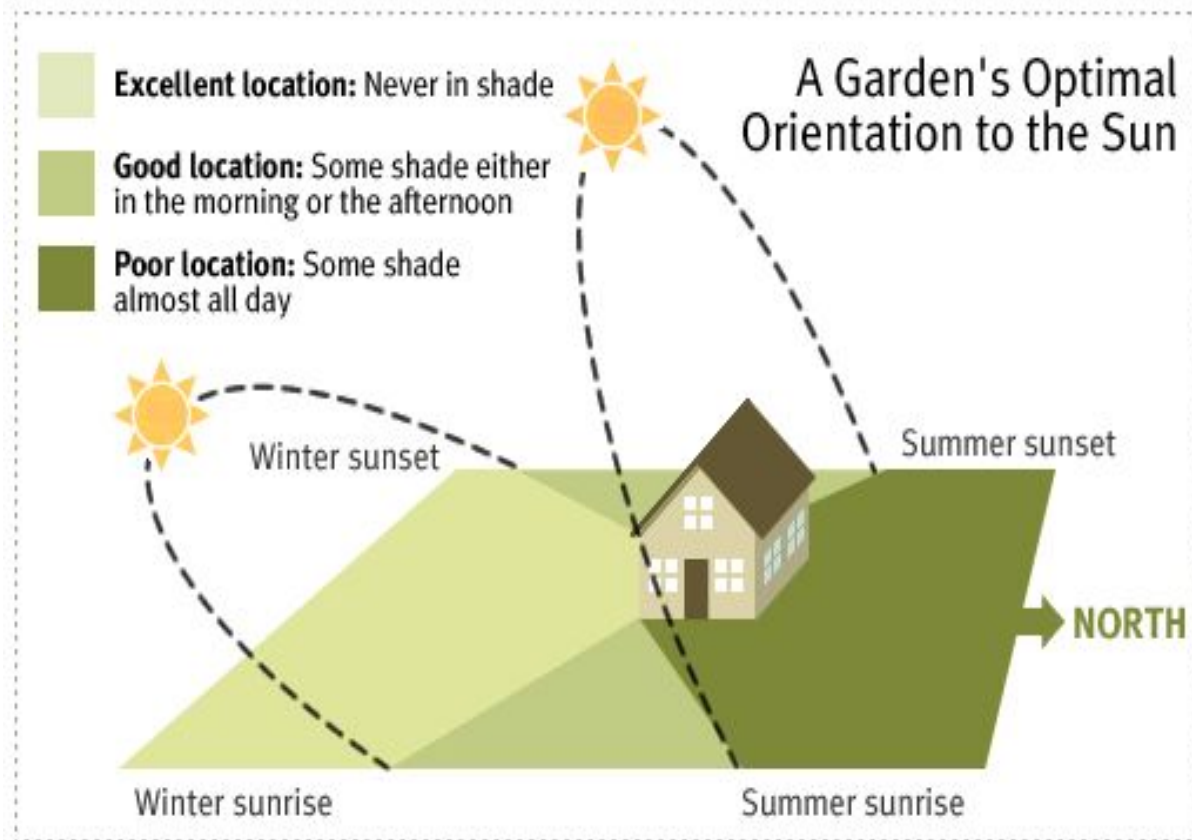 A Garden's Optimal
Orientation to the Sun
Excellent location: Never in shade
Good location: Some shade either
in the morning or the afternoon
Poor location: Some shade
almost all day
Winter sunset
Summer sunset
NORTH
Winter sunrise
Summer sunrise